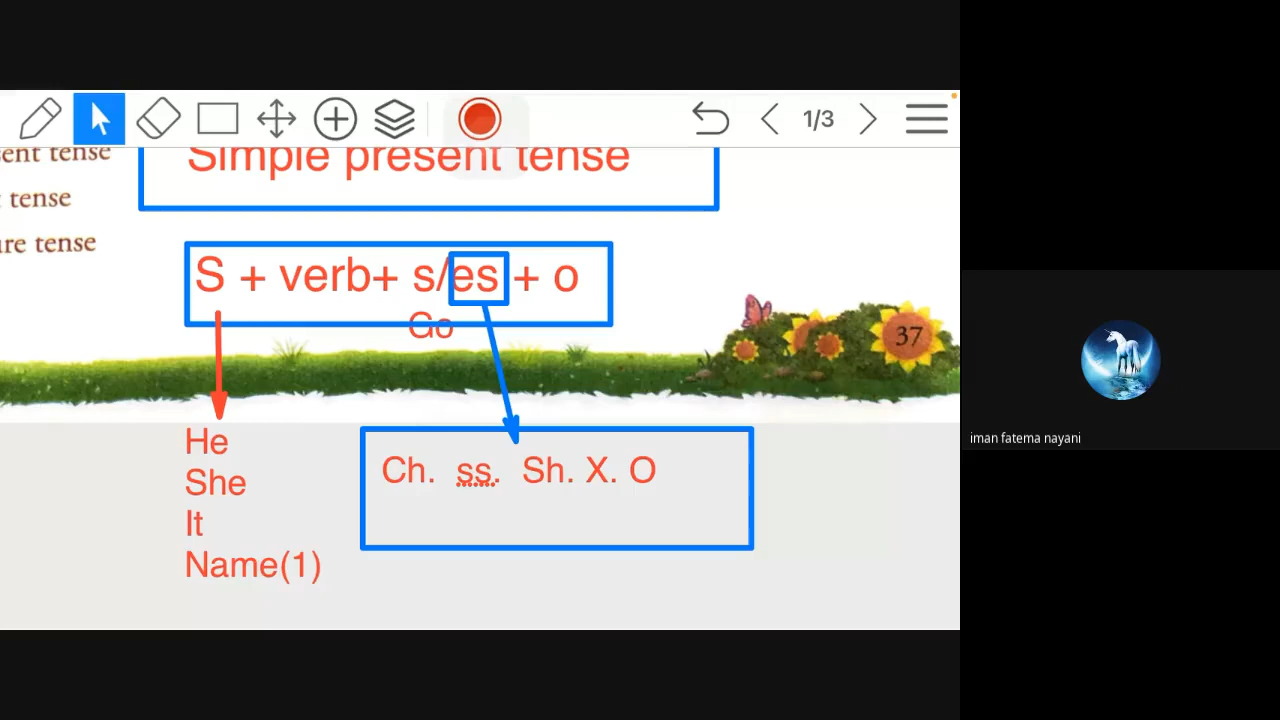 1/3
ent tense
Simple present tense
t tense
re tense
S + verb+ s/es + o
Go
37
He
She
It
Name(1)
Ch. ss. Sh. X. O
iman fatema nayani